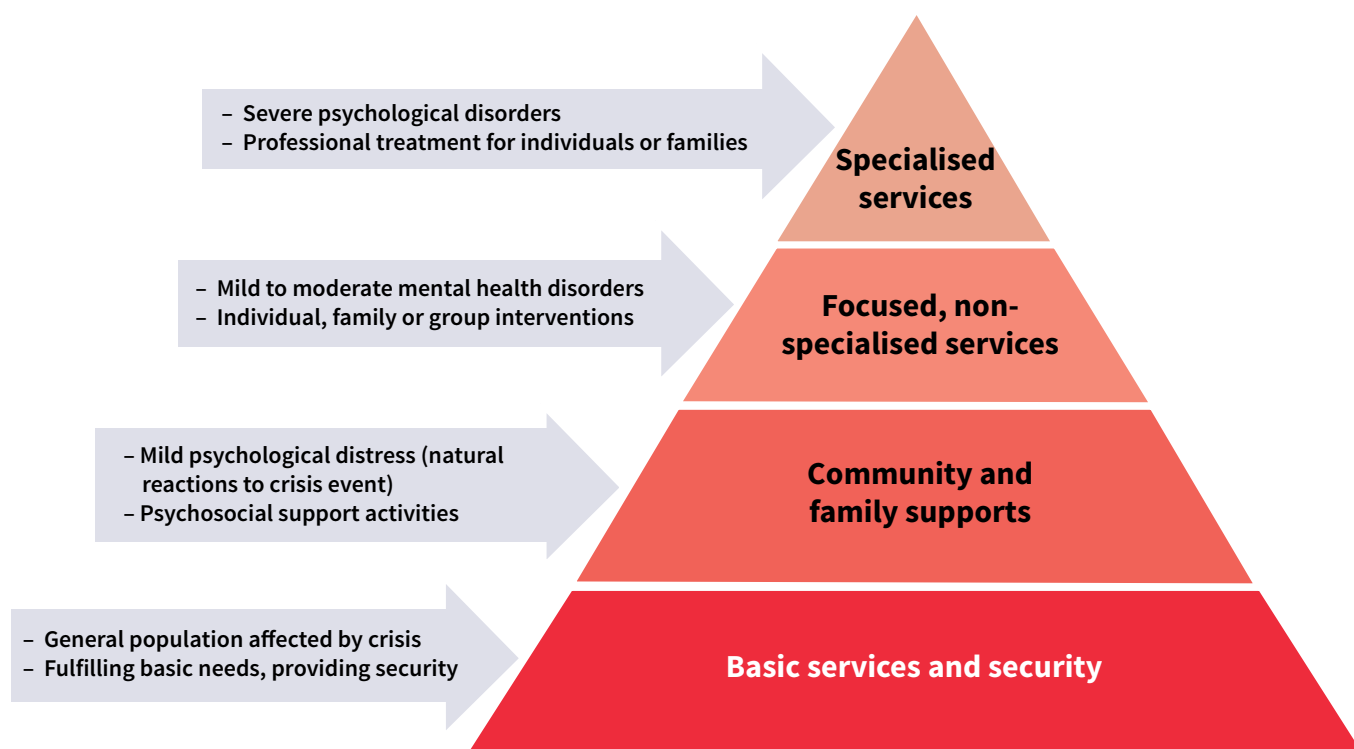 – Severe psychological disorders
– Professional treatment for individuals or families
Specialised
services
– Mild to moderate mental health disorders
– Individual, family or group interventions
Focused, non-
specialised services
– Mild psychological distress (natural
reactions to crisis event)
– Psychosocial support activities
Community and
family supports
– General population affected by crisis
– Fulfilling basic needs, providing security
Basic services and security